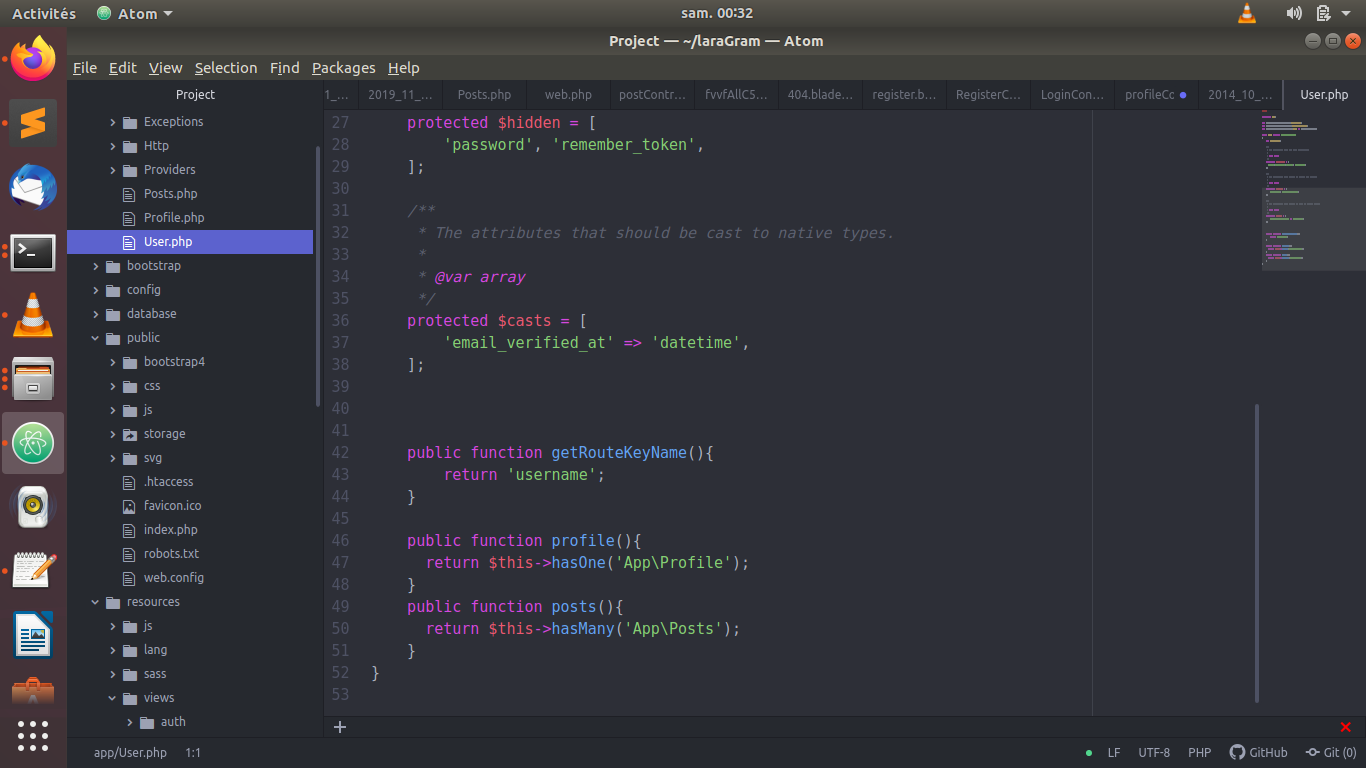 Activités Atom sam. 00:32
Project — ~/laraGram — Atom
File Edit View Selection Find Packages Help
Project
1_... 2019_11_... Posts.php web.php postContr... fvvfAllC5... 404.blade... register.b... RegisterC... LoginCon... profileCc 2014_10_... User.php
Exceptions
Http
Providers
Posts.php
Profile.php
User.php
bootstrap
config
database
public
bootstrap4
css
js
storage
svg
.htaccess
favicon.ico
index.php
robots.txt
web.config
resources
js
lang
sass
views
auth
27 protected $hidden = [
28 'password', 'remember_token',
29 ];
30
31 /**
32 * The attributes that should be cast to native types.
33 *
34 * @var array
35 */
36 protected $casts = [
37 'email_verified_at' => 'datetime',
38 ];
39
40
41
42 public function getRouteKeyName(){
43 return 'username';
44 }
45
46 public function profile(){
47 return $this->hasOne('App\Profile');
48 }
49 public function posts(){
50 return $this->hasMany('App\Posts');
51 }
52 }
53
app/User.php 1:1 LF UTF-8 PHP GitHub Git (0)